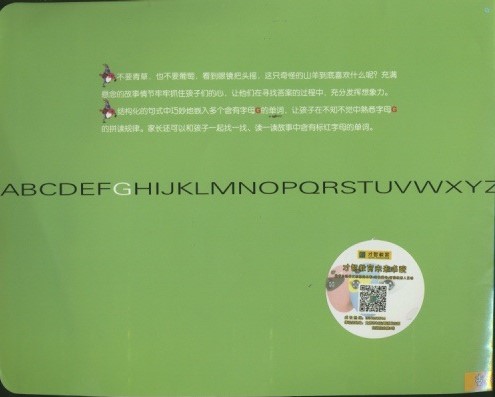 不要青草，也不要葡萄，看到眼镜把头摇，这只奇怪的山羊到底喜欢什么呢？充满
悬念的故事情节牢牢抓住孩子们的心，让他们在寻找答案的过程中，充分发挥想象力。
结构化的句式中巧妙地嵌入多个含有字母G的单词，让孩子在不知不觉中熟悉字母G
的拼读规律。家长还可以和孩子一起找一找、读一读故事中含有标红字母的单词。
ABCDEFGHIJKLMNOPQRSTUVWXYZ